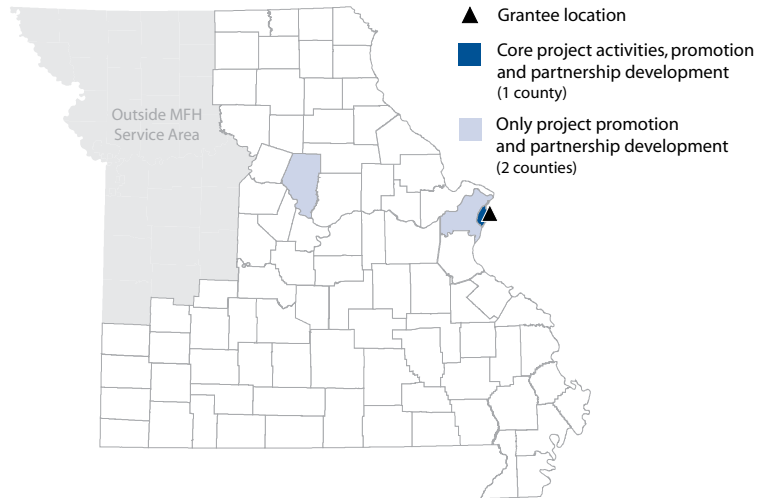 Grantee location
Core project activities, promotion
and partnership development
(1 county)
Only project promotion
and partnership development
(2 counties)
Outside MFH
Service Area